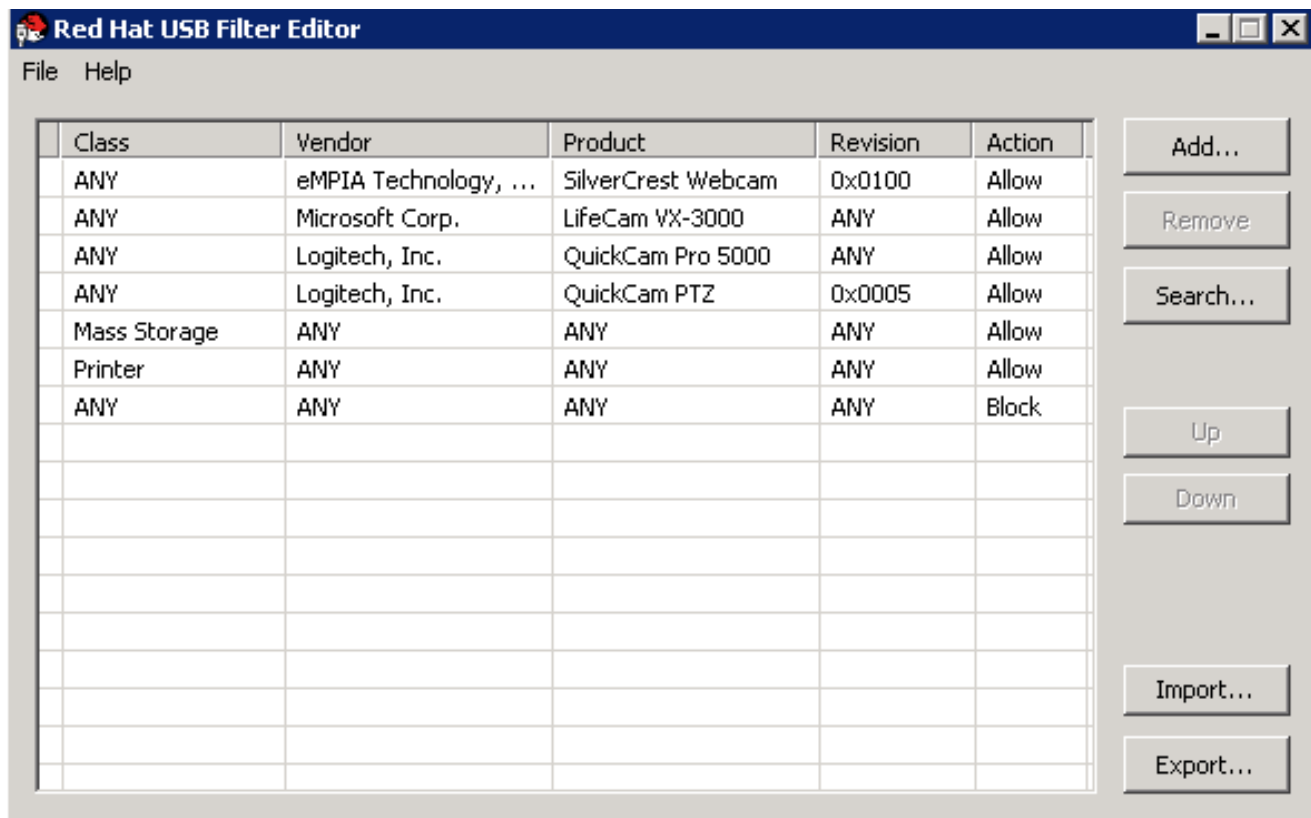 Red Hat USB Filter Editor
File Help
Class Vendor Product Revision Action
ANY eMPIA Technology, ... SilverCrest Webcam 0x0100 Allow
ANY Microsoft Corp. LifeCam VX-3000 ANY Allow
ANY Logitech, Inc. QuickCam Pro 5000 ANY Allow
ANY Logitech, Inc. QuickCam PTZ 0x0005 Allow
Mass Storage ANY ANY ANY Allow
Printer ANY ANY ANY Allow
ANY ANY ANY ANY Block
Add...
Remove
Search...
Up
Down
Import...
Export...